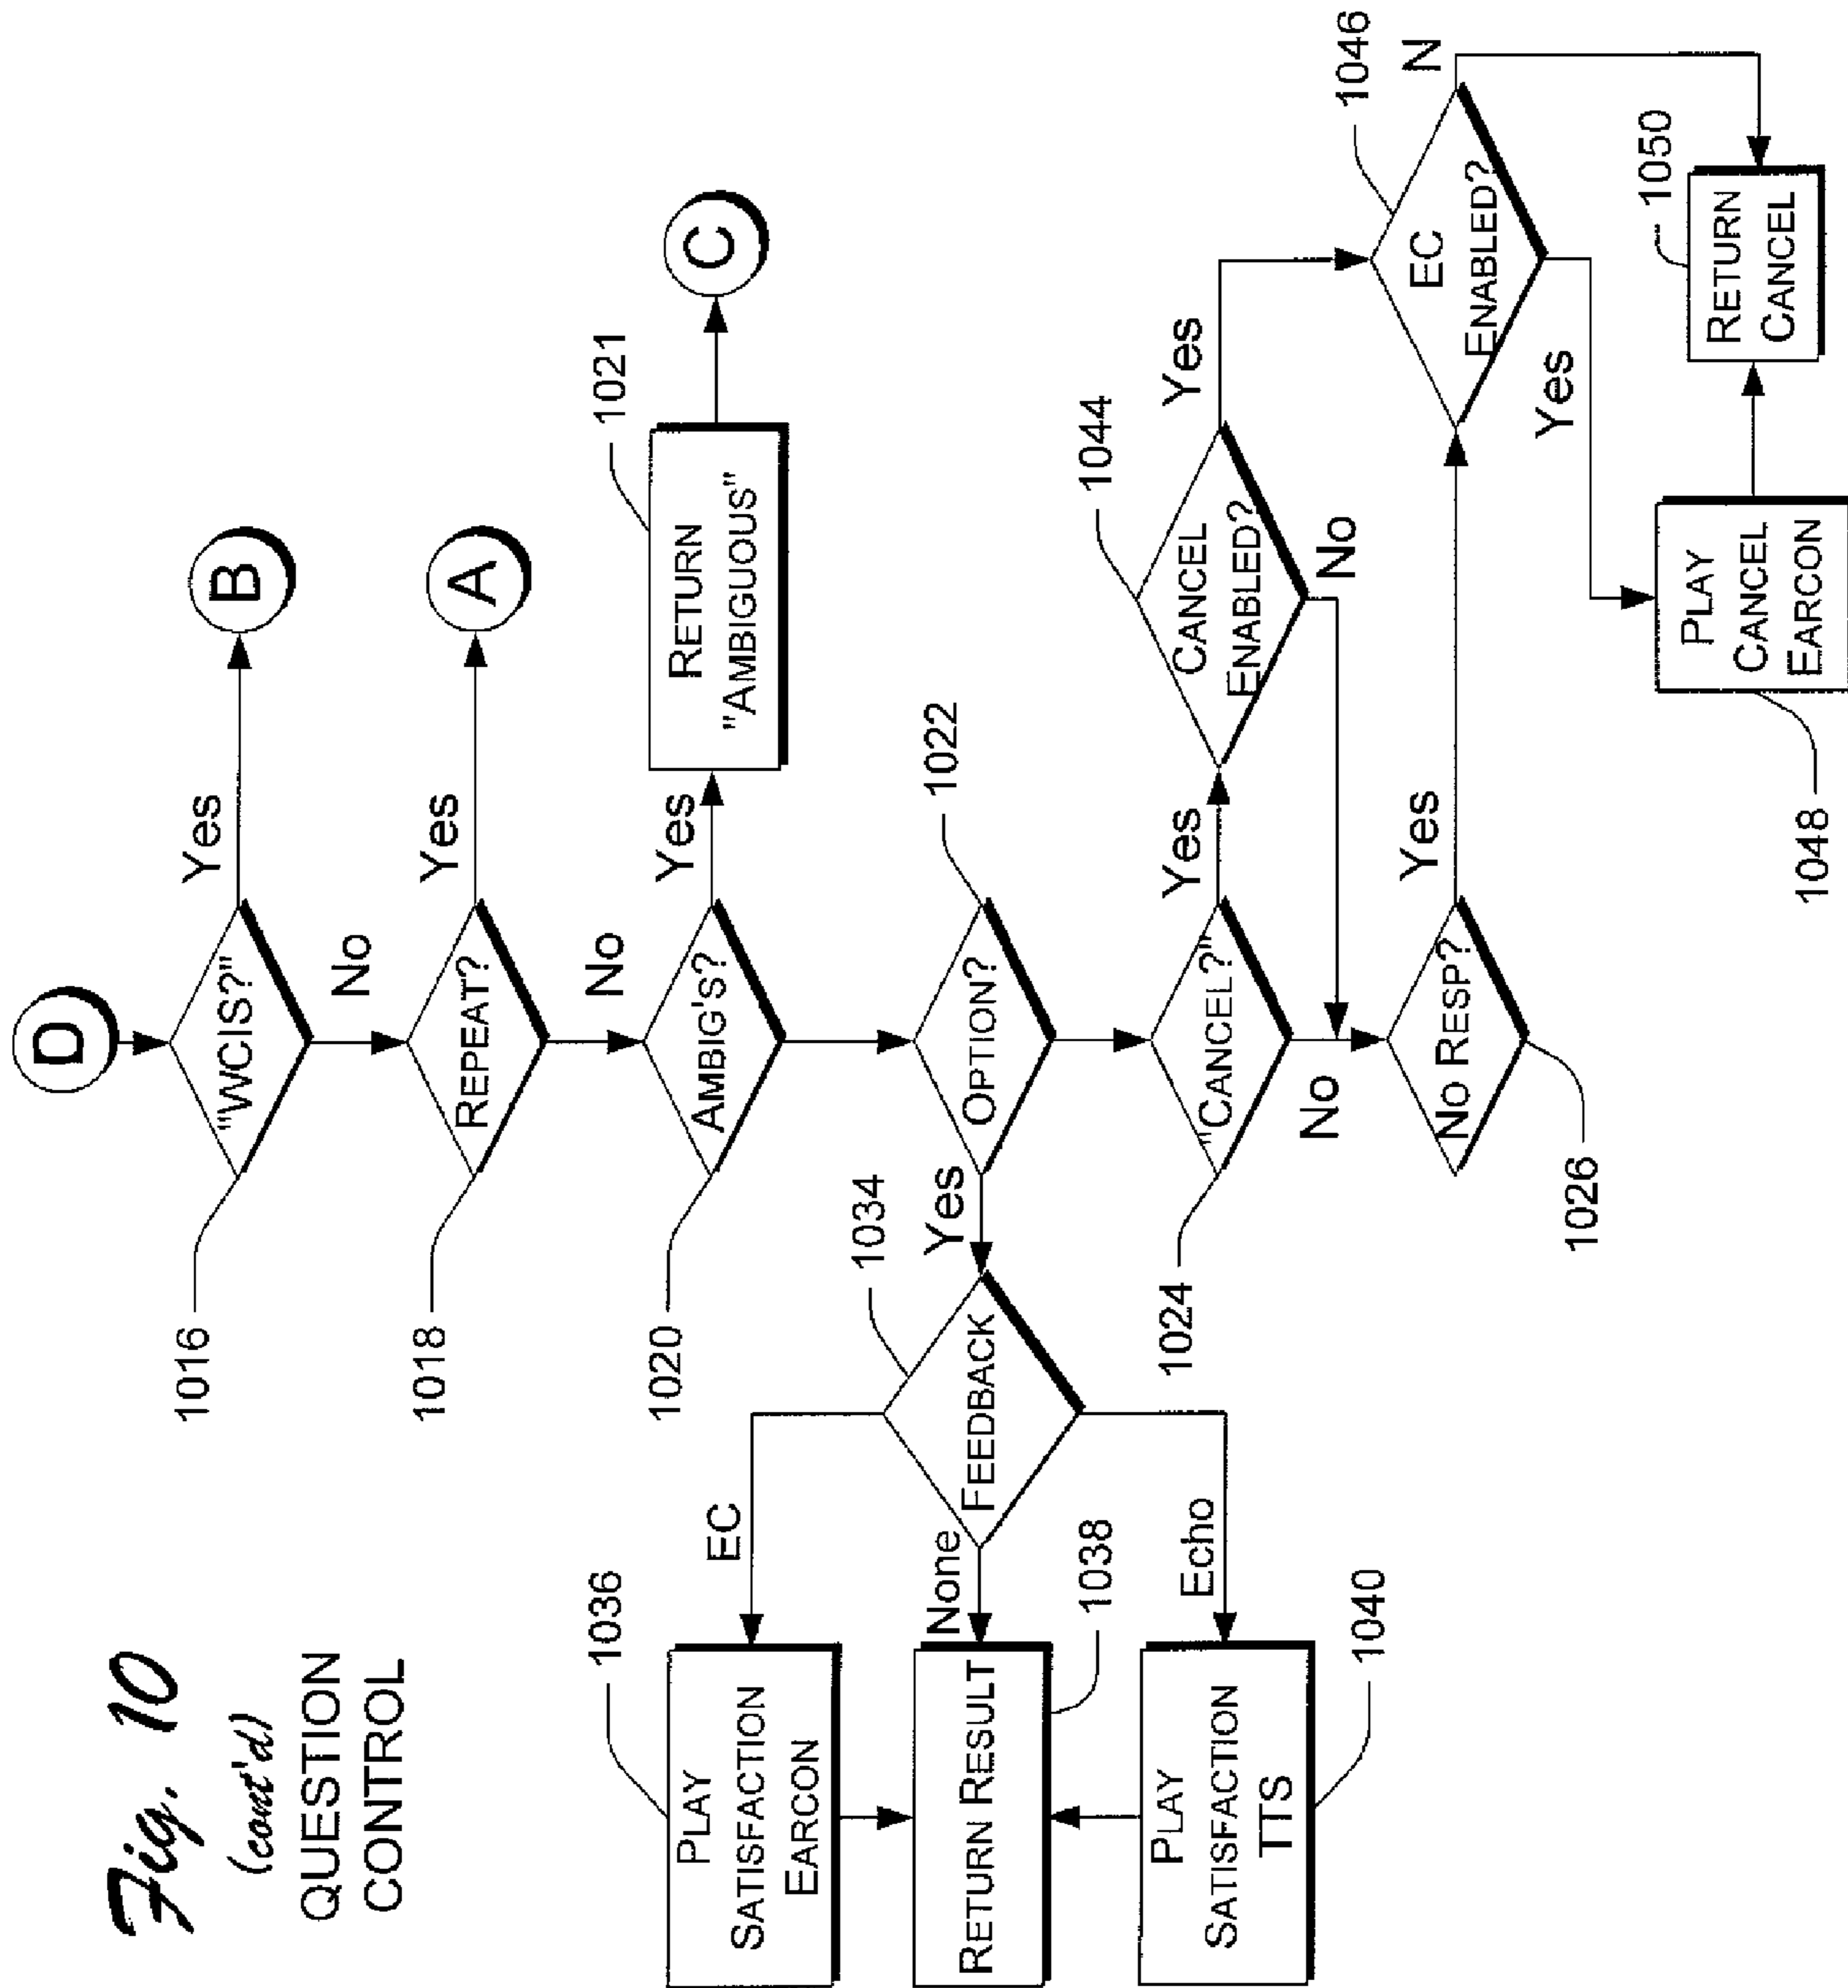 Fig. 10
(cont'd)
QUESTION
CONTROL
D
"WCIS?"
1016
Yes
B
No
REPEAT?
1018
Yes
A
No
AMBIG'S?
1020
Yes
RETURN
"AMBIGUOUS"
1021
C
OPTION?
1022
Yes
FEEDBACK
1034
EC
PLAY
SATISFACTION
EARCON
1036
None
RETURN RESULT
1038
Echo
PLAY
SATISFACTION
TTS
1040
"CANCEL?"
1024
Yes
CANCEL
ENABLED?
1044
Yes
No
No
NO RESP?
1026
Yes
EC
ENABLED?
1046
N
Yes
PLAY
CANCEL
EARCON
1048
RETURN
CANCEL
1050